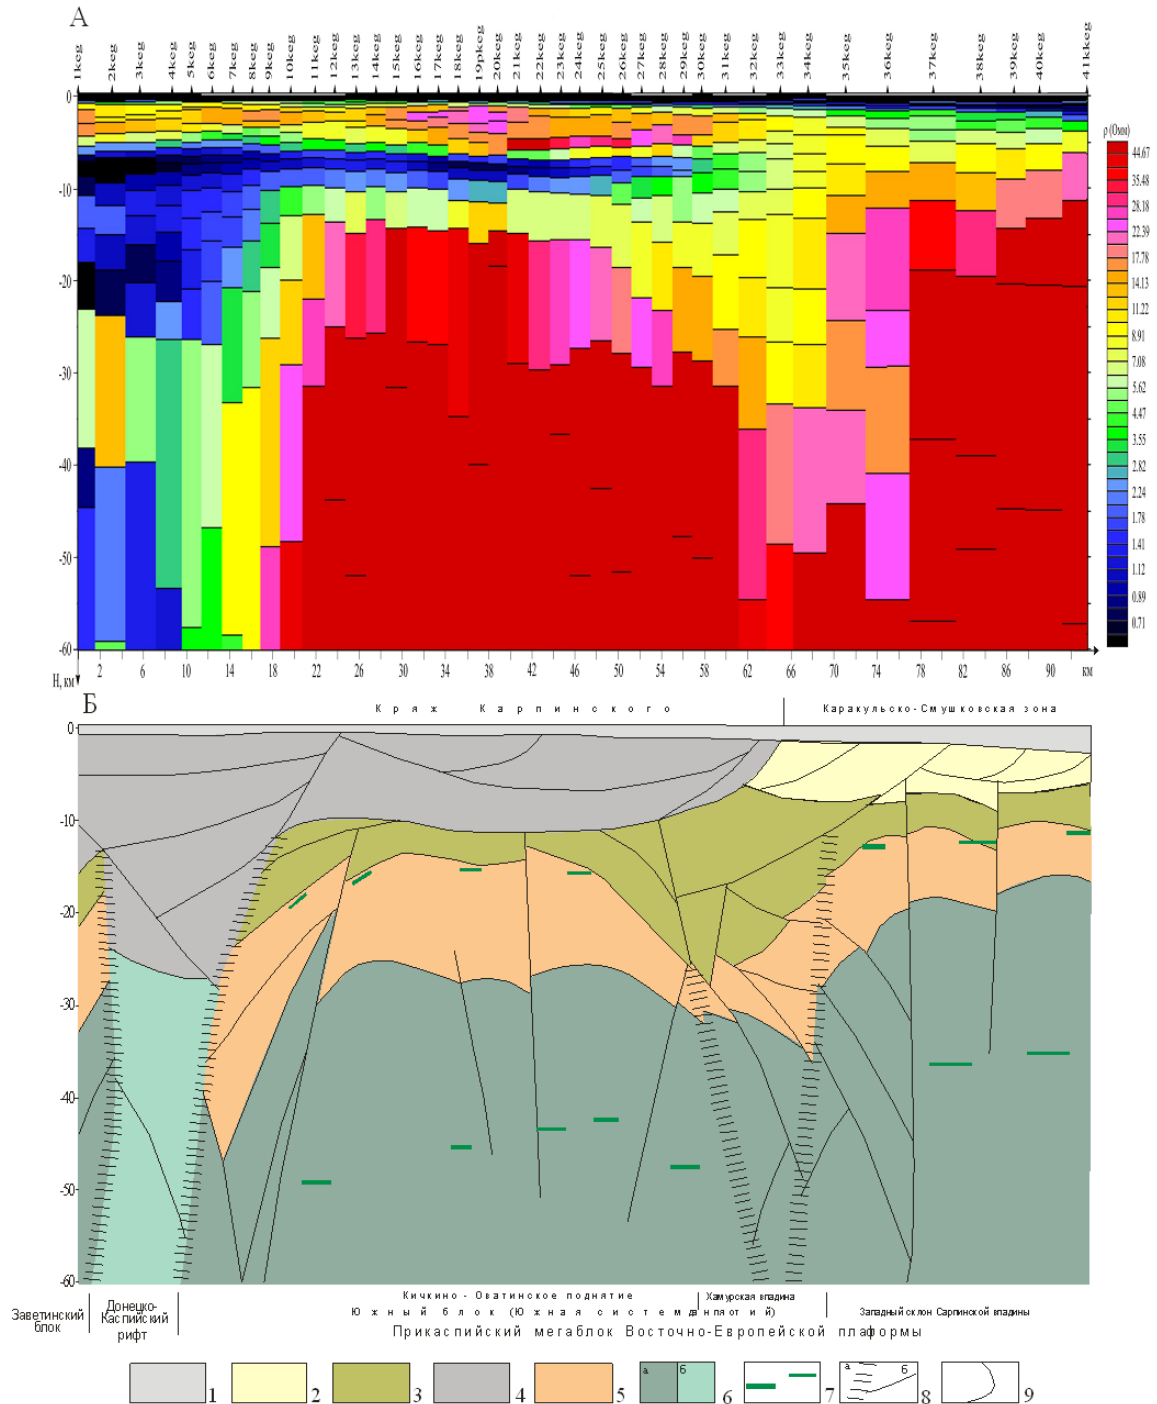 А
1keg 2keg 3keg 4keg 5keg 6keg 7keg 8keg 9keg 10keg 11keg 12keg 13keg 14keg 15keg 16keg 17keg 18keg 19pkeg 20keg 21keg 22keg 23keg 24keg 25keg 26keg 27keg 28keg 29keg 30keg 31keg 32keg 33keg 34keg 35keg 36keg 37keg 38keg 39keg 40keg 41kkeg
ρ (Омм)
0
-10
-20
-30
-40
-50
-60
44.67
35.48
28.18
22.39
17.78
14.13
11.22
8.91
7.08
5.62
4.47
3.55
2.82
2.24
1.78
1.41
1.12
0.89
0.71
Н, км 2 6 10 14 18 22 26 30 34 38 42 46 50 58 62 66 70 74 78 82 86 90 км
Б
Кряж Карпинского Каракульско-Смушковская зона
0
-10
-20
-30
-40
-50
-60
Заветинский блок
Донецко-Каспийский рифт
Кичкино - Оватинское поднятие
Хамурская впадина
Южный блок (Южная система
Западный склон Сарпинской впадины
Прикаспийский мегаблок Восточно-Европейской плаформы
1 2 3 4 5 а б 6 7 а б 8 9